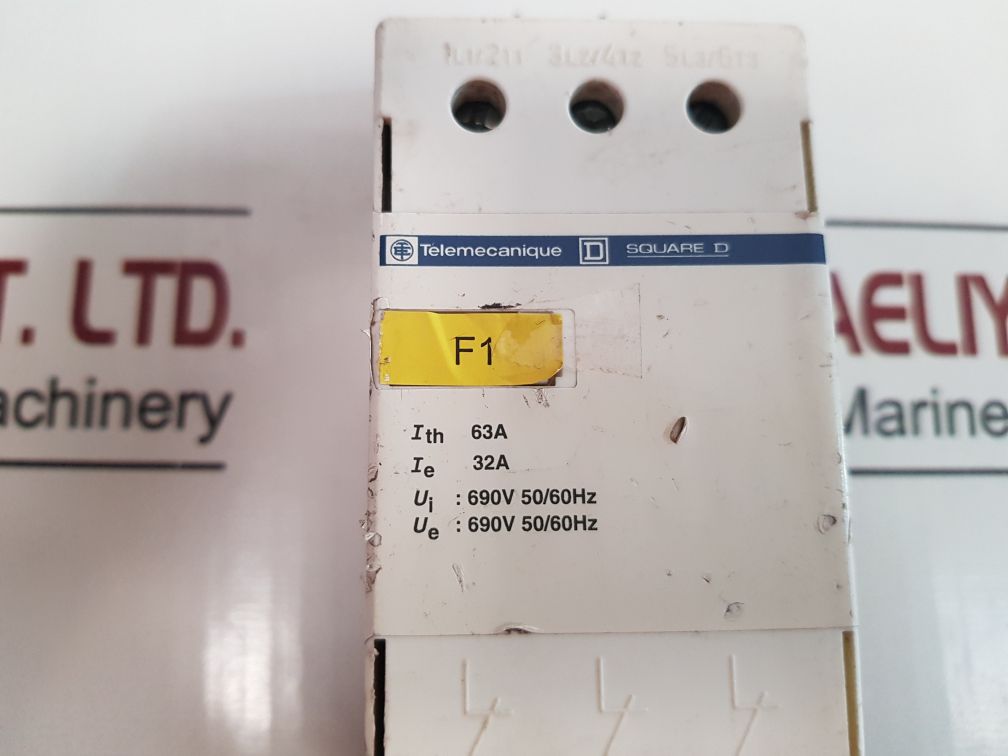 1L1/2T1 3L2/4T2 5L3/6T3
Telemecanique D SQUARE D
F1
Ith 63A
Ie 32A
Ui : 690V 50/60Hz
Ue : 690V 50/60Hz
T. LTD.
achinery
AELIY
Marine